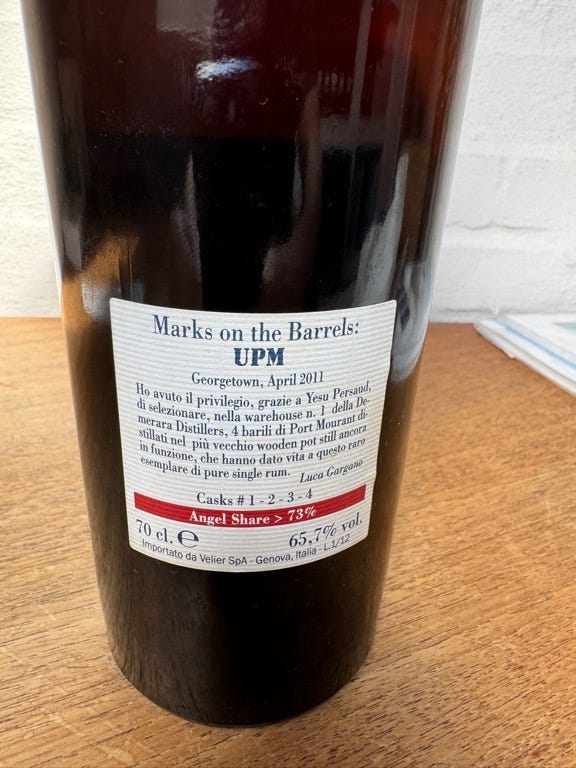 Marks on the Barrels:
UPM
Georgetown, April 2011
Ho avuto il privilegio, grazie a Yesu Persaud,
di selezionare, nella warehouse n. 1 della De-
merara Distillers, 4 barili di Port Mourant di-
stillati nel più vecchio wooden pot still ancora
in funzione, che hanno dato vita a questo raro
esemplare di pure single rum.
Luca Gargano
Casks # 1 - 2 - 3 - 4
Angel Share > 73%
70 cl. ℮ 65,7% vol.
Importato da Velier SpA - Genova, Italia - L 1/12